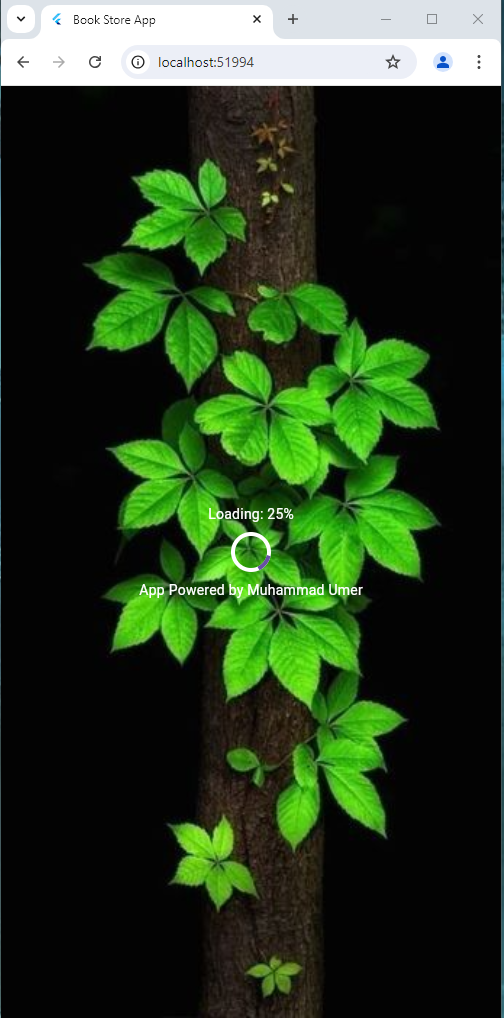 Book Store App
localhost:51994
Loading: 25%
App Powered by Muhammad Umer